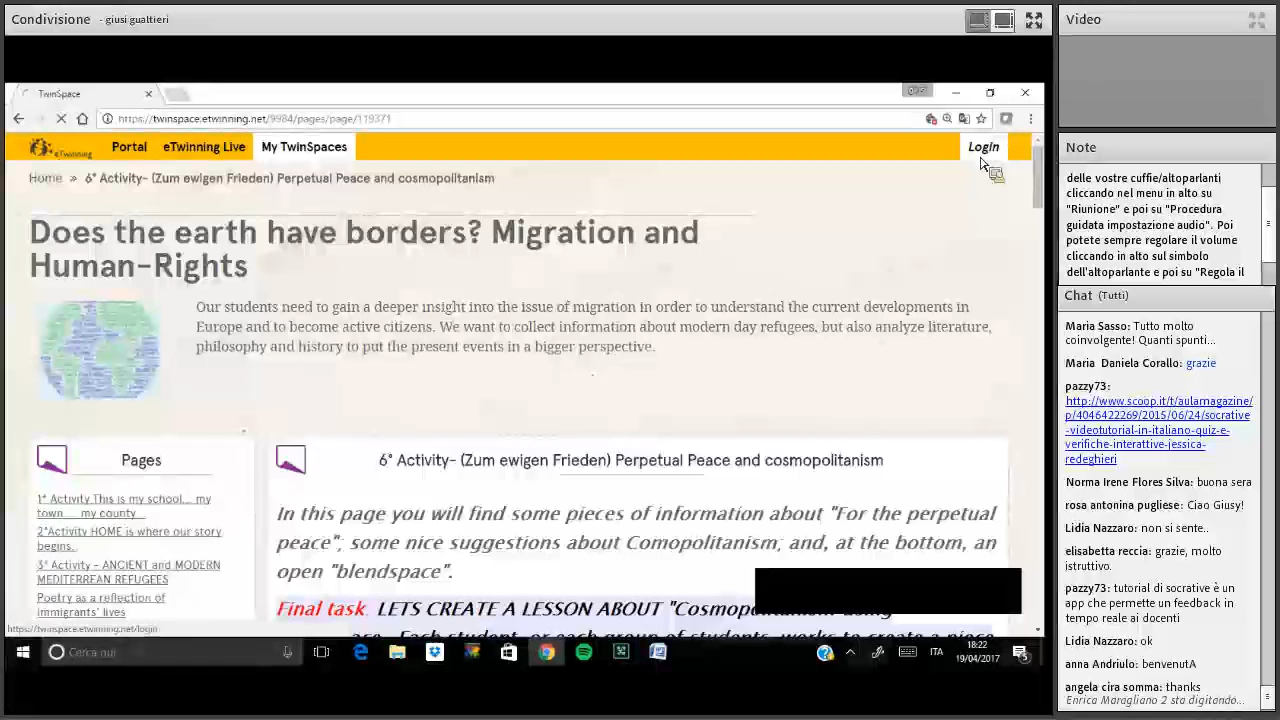 Condivisione - giusi gualtieri
TwinSpace
https://twinspace.etwinning.net/9984/pages/page/119371
eTwinning Portal eTwinning Live My TwinSpaces Login
Home » 6° Activity- (Zum ewigen Frieden) Perpetual Peace and cosmopolitanism
Does the earth have borders? Migration and
Human-Rights
Our students need to gain a deeper insight into the issue of migration in order to understand the current developments in
Europe and to become active citizens. We want to collect information about modern day refugees, but also analyze literature,
philosophy and history to put the present events in a bigger perspective.
Pages
1° Activity This is my school... my
town.... my county...
2°Activity HOME is where our story
begins.
3° Activity - ANCIENT and MODERN
MEDITERREAN REFUGEES
Poetry as a reflection of
immigrants' lives
6° Activity- (Zum ewigen Frieden) Perpetual Peace and cosmopolitanism
In this page you will find some pieces of information about "For the perpetual
peace"; some nice suggestions about Comopolitanism; and, at the bottom, an
open "blendspace".
Final task: LETS CREATE A LESSON ABOUT
Each student, or each group of students, works to create a piece
https://twinspace.etwinning.net/login
Cerca qui
ITA
18:22
19/04/2017
5
Video
Note
delle vostre cuffie/altoparlanti
cliccando nel menu in alto su
"Riunione" e poi su "Procedura
guidata impostazione audio". Poi
potete sempre regolare il volume
cliccando in alto sul simbolo
dell'altoparlante e poi su "Regola il
Chat (Tutti)
Maria Sasso: Tutto molto
coinvolgente! Quanti spunti...
Maria Daniela Corallo: grazie
pazzy73:
http://www.scoop.it/t/aulamagazine/
p/4046422269/2015/06/24/socrative
-videotutorial-in-italiano-quiz-e-
verifiche-interattive-jessica-
redeghieri
Norma Irene Flores Silva: buona sera
rosa antonina pugliese: Ciao Giusy!
Lidia Nazzaro: non si sente..
elisabetta reccia: grazie, molto
istruttivo.
pazzy73: tutorial di socrative è un
app che permette un feedback in
tempo reale ai docenti
Lidia Nazzaro: ok
anna Andriulo: benvenutA
angela cira somma: thanks
Enrica Maragliano 2 sta digitando...